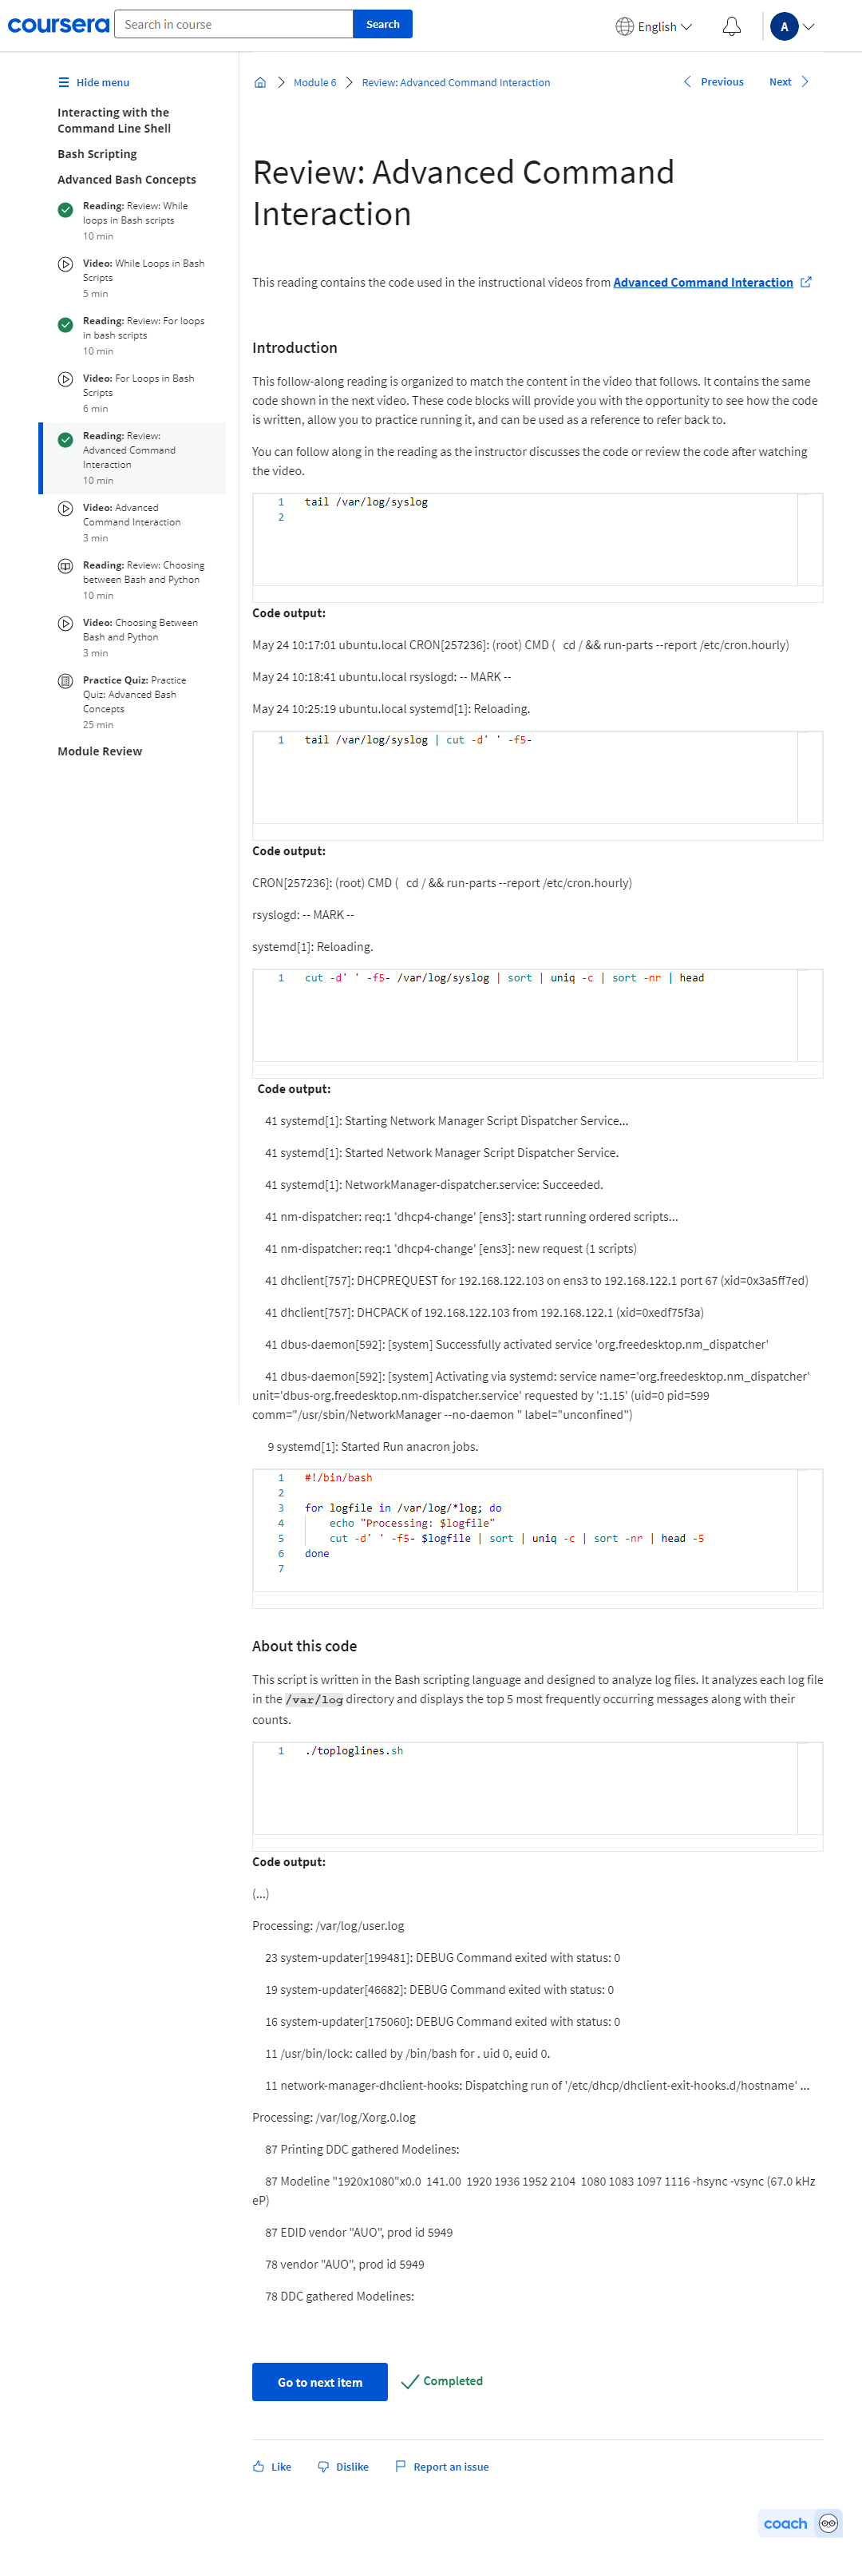 coursera
Search in course
Search
English
A
Hide menu
Interacting with the
Command Line Shell
Bash Scripting
Advanced Bash Concepts
Reading: Review: While
loops in Bash scripts
10 min
Video: While Loops in Bash
Scripts
5 min
Reading: Review: For loops
in bash scripts
10 min
Video: For Loops in Bash
Scripts
6 min
Reading: Review:
Advanced Command
Interaction
10 min
Video: Advanced
Command Interaction
3 min
Reading: Review: Choosing
between Bash and Python
10 min
Video: Choosing Between
Bash and Python
3 min
Practice Quiz: Practice
Quiz: Advanced Bash
Concepts
25 min
Module Review
Module 6
Review: Advanced Command Interaction
Previous
Next
Review: Advanced Command
Interaction
This reading contains the code used in the instructional videos from Advanced Command Interaction
Introduction
This follow-along reading is organized to match the content in the video that follows. It contains the same
code shown in the next video. These code blocks will provide you with the opportunity to see how the code
is written, allow you to practice running it, and can be used as a reference to refer back to.
You can follow along in the reading as the instructor discusses the code or review the code after watching
the video.
1 tail /var/log/syslog
2
Code output:
May 24 10:17:01 ubuntu.local CRON[257236]: (root) CMD (   cd / && run-parts --report /etc/cron.hourly)
May 24 10:18:41 ubuntu.local rsyslogd: -- MARK --
May 24 10:25:19 ubuntu.local systemd[1]: Reloading.
1 tail /var/log/syslog | cut -d' ' -f5-
Code output:
CRON[257236]: (root) CMD (   cd / && run-parts --report /etc/cron.hourly)
rsyslogd: -- MARK --
systemd[1]: Reloading.
1 cut -d' ' -f5- /var/log/syslog | sort | uniq -c | sort -nr | head
Code output:
41 systemd[1]: Starting Network Manager Script Dispatcher Service...
41 systemd[1]: Started Network Manager Script Dispatcher Service.
41 systemd[1]: NetworkManager-dispatcher.service: Succeeded.
41 nm-dispatcher: req:1 'dhcp4-change' [ens3]: start running ordered scripts...
41 nm-dispatcher: req:1 'dhcp4-change' [ens3]: new request (1 scripts)
41 dhclient[757]: DHCPREQUEST for 192.168.122.103 on ens3 to 192.168.122.1 port 67 (xid=0x3a5ff7ed)
41 dhclient[757]: DHCPACK of 192.168.122.103 from 192.168.122.1 (xid=0xedf75f3a)
41 dbus-daemon[592]: [system] Successfully activated service 'org.freedesktop.nm_dispatcher'
41 dbus-daemon[592]: [system] Activating via systemd: service name='org.freedesktop.nm_dispatcher'
unit='dbus-org.freedesktop.nm-dispatcher.service' requested by ':1.15' (uid=0 pid=599
comm="/usr/sbin/NetworkManager --no-daemon " label="unconfined")
9 systemd[1]: Started Run anacron jobs.
1 #!/bin/bash
2
3 for logfile in /var/log/*log; do
4     echo "Processing: $logfile"
5     cut -d' ' -f5- $logfile | sort | uniq -c | sort -nr | head -5
6 done
7
About this code
This script is written in the Bash scripting language and designed to analyze log files. It analyzes each log file
in the /var/log directory and displays the top 5 most frequently occurring messages along with their
counts.
1 ./toploglines.sh
Code output:
(...)
Processing: /var/log/user.log
23 system-updater[199481]: DEBUG Command exited with status: 0
19 system-updater[46682]: DEBUG Command exited with status: 0
16 system-updater[175060]: DEBUG Command exited with status: 0
11 /usr/bin/lock: called by /bin/bash for . uid 0, euid 0.
11 network-manager-dhclient-hooks: Dispatching run of '/etc/dhcp/dhclient-exit-hooks.d/hostname' ...
Processing: /var/log/Xorg.0.log
87 Printing DDC gathered Modelines:
87 Modeline "1920x1080"x0.0  141.00  1920 1936 1952 2104  1080 1083 1097 1116 -hsync -vsync (67.0 kHz
eP)
87 EDID vendor "AUO", prod id 5949
78 vendor "AUO", prod id 5949
78 DDC gathered Modelines:
Go to next item
Completed
Like
Dislike
Report an issue
coach